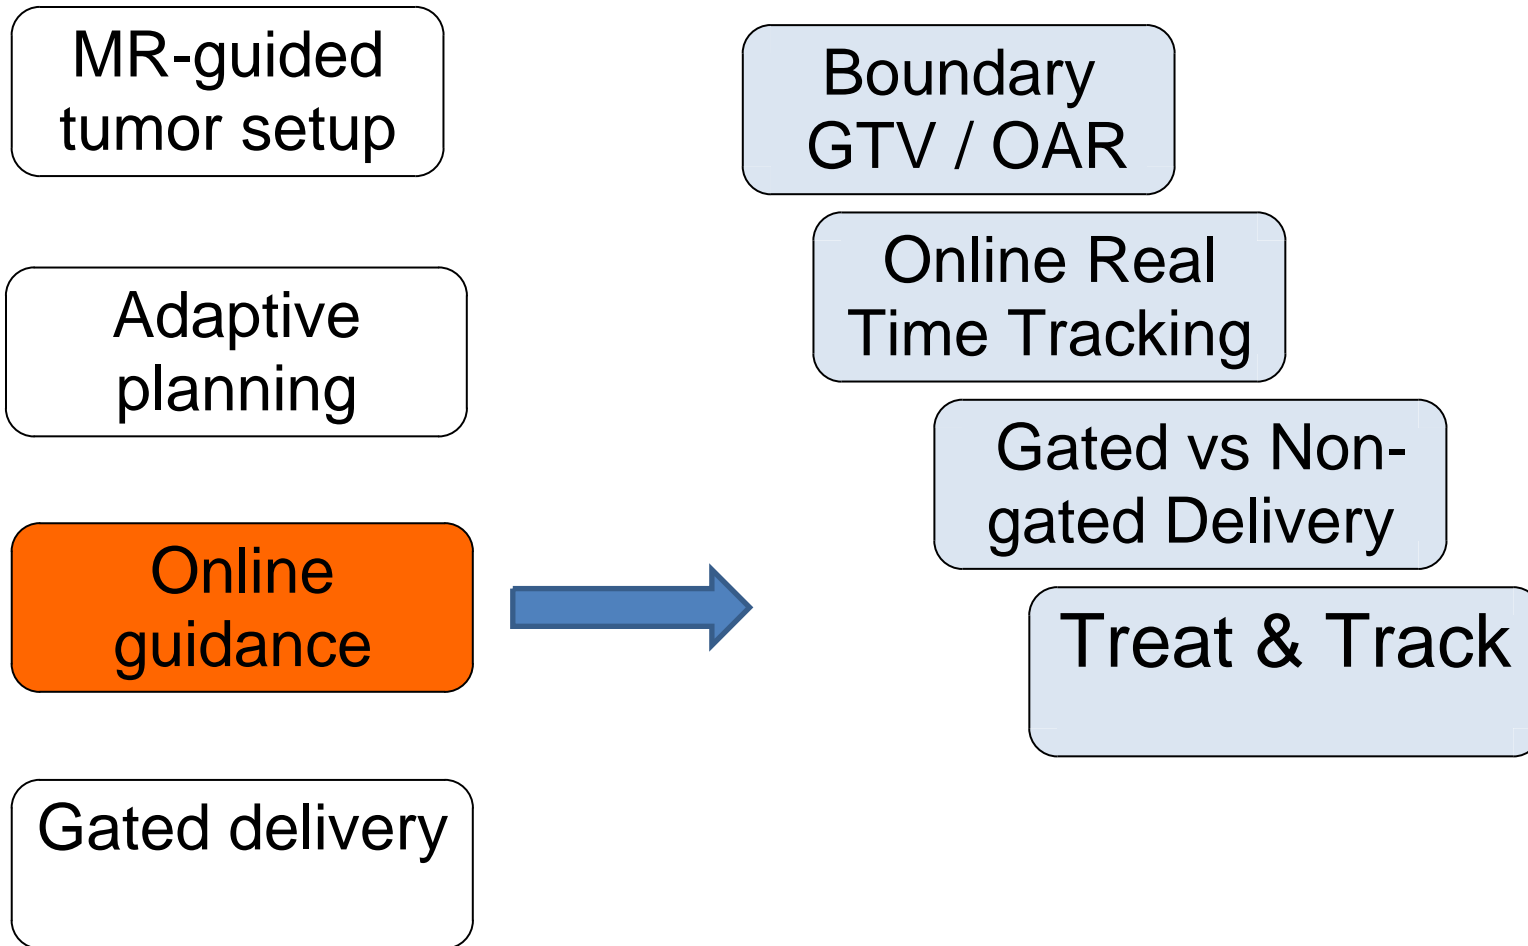 MR-guided
tumor setup
Adaptive
planning
Online
guidance
Gated delivery
Boundary
GTV / OAR
Online Real
Time Tracking
Gated vs Non-
gated Delivery
Treat & Track